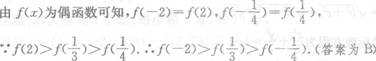 由 f(x)为偶函数可知,f(-2)=f(2),f(-1/4)=f(1/4),
∵f(2)>f(1/3)>f(1/4).∴f(-2)>f(1/3)>f(-1/4).(答案为 B)